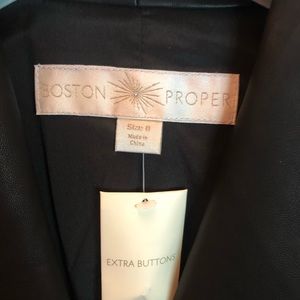 BOSTON PROPER
Size 8
Made in
China
EXTRA BUTTONS